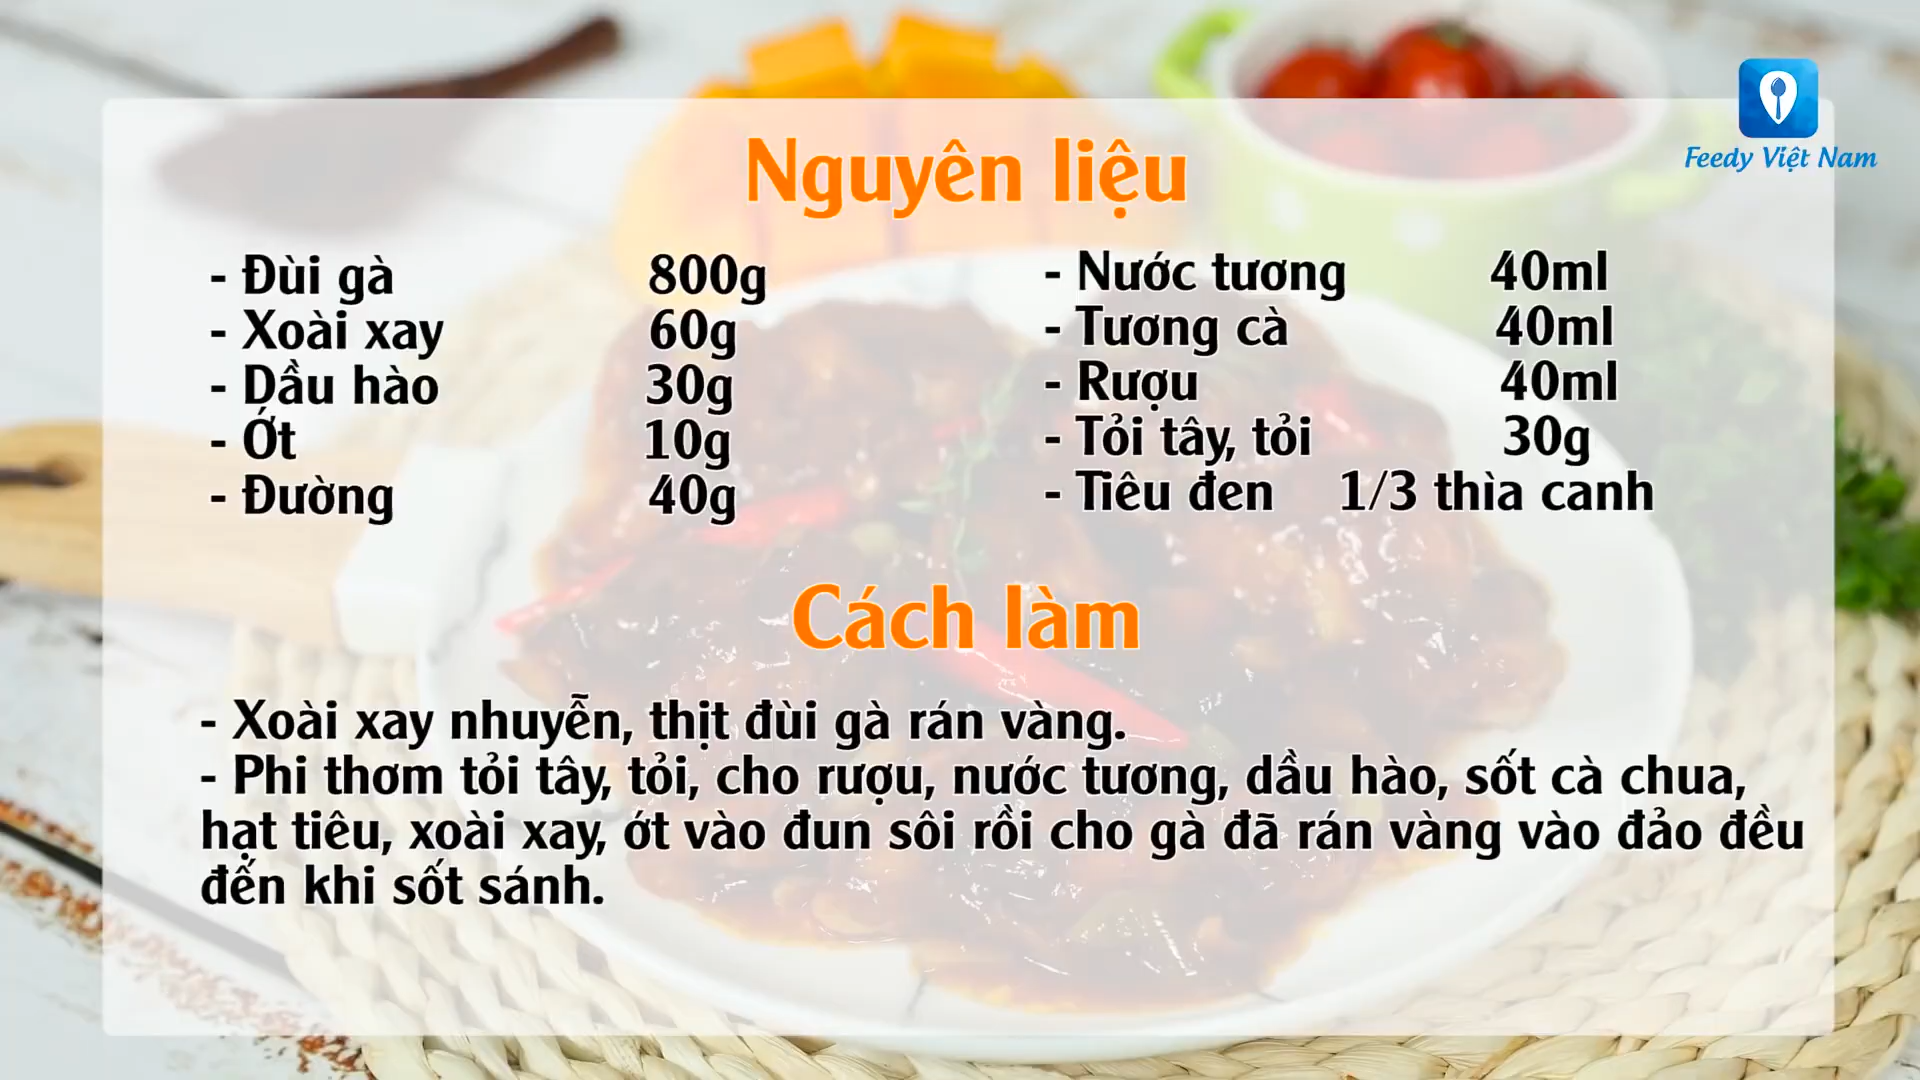 Feedy Việt Nam
Nguyên liệu
- Đùi gà 800g
- Xoài xay 60g
- Dầu hào 30g
- Ớt 10g
- Đường 40g
- Nước tương 40ml
- Tương cà 40ml
- Rượu 40ml
- Tỏi tây, tỏi 30g
- Tiêu đen 1/3 thìa canh
Cách làm
- Xoài xay nhuyễn, thịt đùi gà rán vàng.
- Phi thơm tỏi tây, tỏi, cho rượu, nước tương, dầu hào, sốt cà chua,
hạt tiêu, xoài xay, ớt vào đun sôi rồi cho gà đã rán vàng vào đảo đều
đến khi sốt sánh.